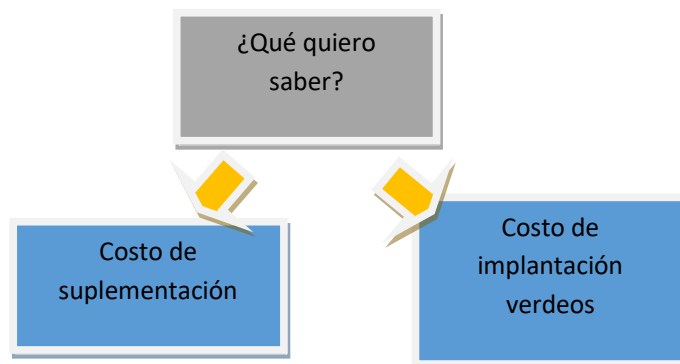 ¿Qué quiero
saber?
Costo de
suplementación
Costo de
implantación
verdeos